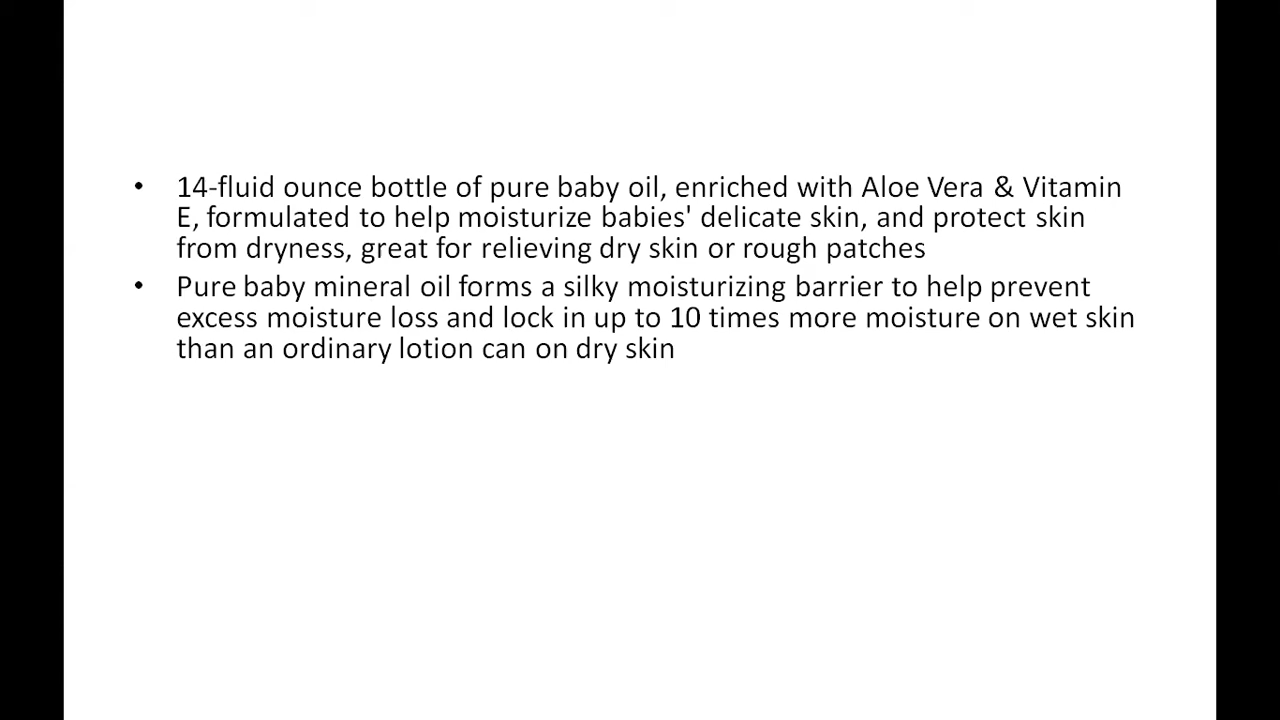 • 14-fluid ounce bottle of pure baby oil, enriched with Aloe Vera & Vitamin
E, formulated to help moisturize babies' delicate skin, and protect skin
from dryness, great for relieving dry skin or rough patches
• Pure baby mineral oil forms a silky moisturizing barrier to help prevent
excess moisture loss and lock in up to 10 times more moisture on wet skin
than an ordinary lotion can on dry skin